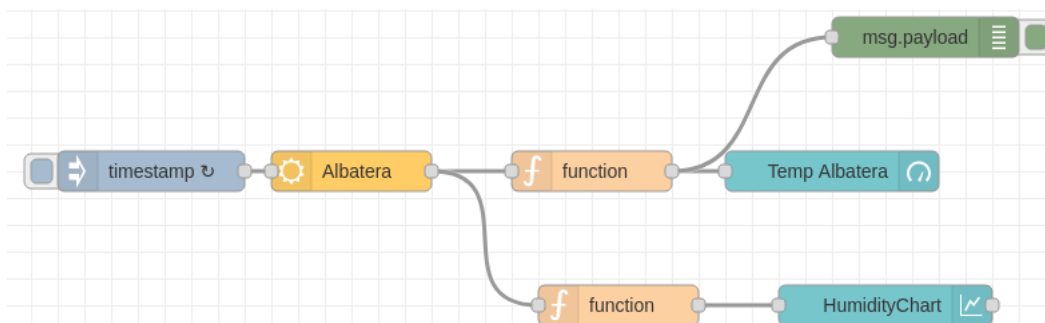 msg.payload
timestamp ↻
Albatera
function
Temp Albatera
function
HumidityChart